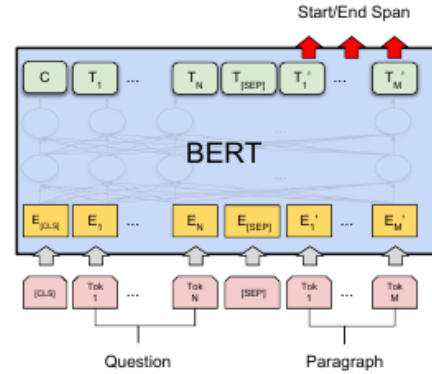 Start/End Span
C T1 ... TN T[SEP] T1' ... TM'
...
BERT
...
E[CLS] E1 ... EN E[SEP] E1' ... EM'
[CLS] Tok 1 ... Tok N [SEP] Tok 1 ... Tok M
Question Paragraph